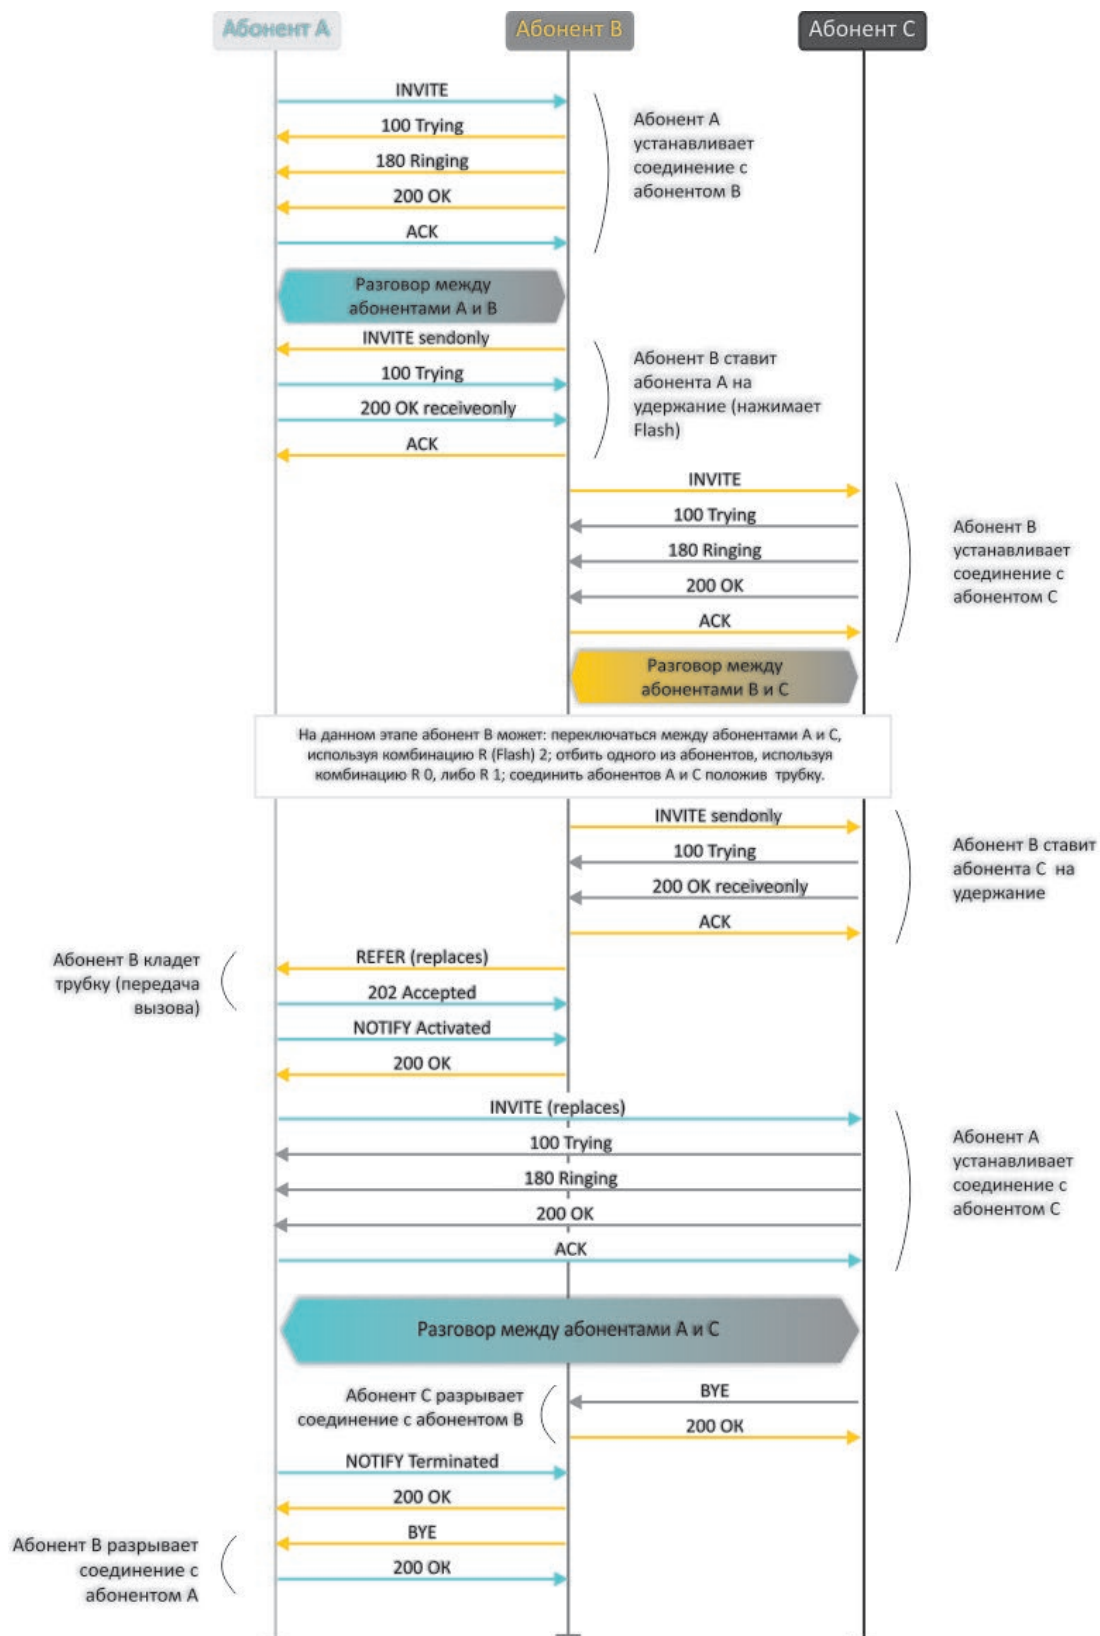 Абонент А
Абонент В
Абонент С
INVITE
100 Trying
180 Ringing
200 OK
ACK
Абонент А
устанавливает
соединение с
абонентом В
Разговор между
абонентами А и В
INVITE sendonly
100 Trying
200 OK receiveonly
ACK
Абонент В ставит
абонента А на
удержание (нажимает
Flash)
INVITE
100 Trying
180 Ringing
200 OK
ACK
Абонент В
устанавливает
соединение с
абонентом С
Разговор между
абонентами В и С
На данном этапе абонент В может: переключаться между абонентами А и С,
используя комбинацию R (Flash) 2; отбить одного из абонентов, используя
комбинацию R 0, либо R 1; соединить абонентов А и С положив трубку.
INVITE sendonly
100 Trying
200 OK receiveonly
ACK
Абонент В ставит
абонента С на
удержание
Абонент В кладет
трубку (передача
вызова)
REFER (replaces)
202 Accepted
NOTIFY Activated
200 OK
INVITE (replaces)
100 Trying
180 Ringing
200 OK
ACK
Абонент А
устанавливает
соединение с
абонентом С
Разговор между абонентами А и С
Абонент С разрывает
соединение с абонентом В
BYE
200 OK
NOTIFY Terminated
200 OK
BYE
200 OK
Абонент В разрывает
соединение с
абонентом А